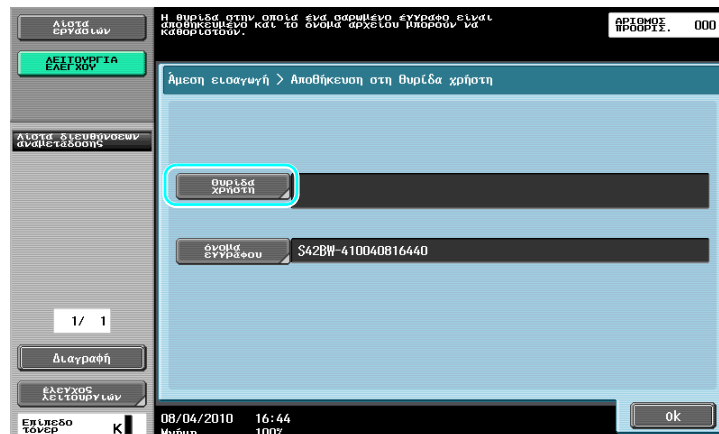 Λίστα
εργασιών
ΛΕΙΤΟΥΡΓΙΑ
ΕΛΕΓΧΟΥ
Λίστα διευθύνσεων
αναμετάδοσης
1/ 1
Διαγραφή
έλεγχος
λειτουργιών
Επίπεδο
τόνερ
K
Η θυρίδα στην οποία ένα σαρωμένο έγγραφο είναι
αποθηκευμένο και το όνομα αρχείου μπορούν να
καθοριστούν.
ΑΡΙΘΜΟΣ
ΠΡΟΟΡΙΣ.
000
Άμεση εισαγωγή > Αποθήκευση στη θυρίδα χρήστη
θυρίδα
χρήστη
όνομα
εγγράφου
S42BW-410040816440
ok
08/04/2010 16:44
Μνήμη 100%